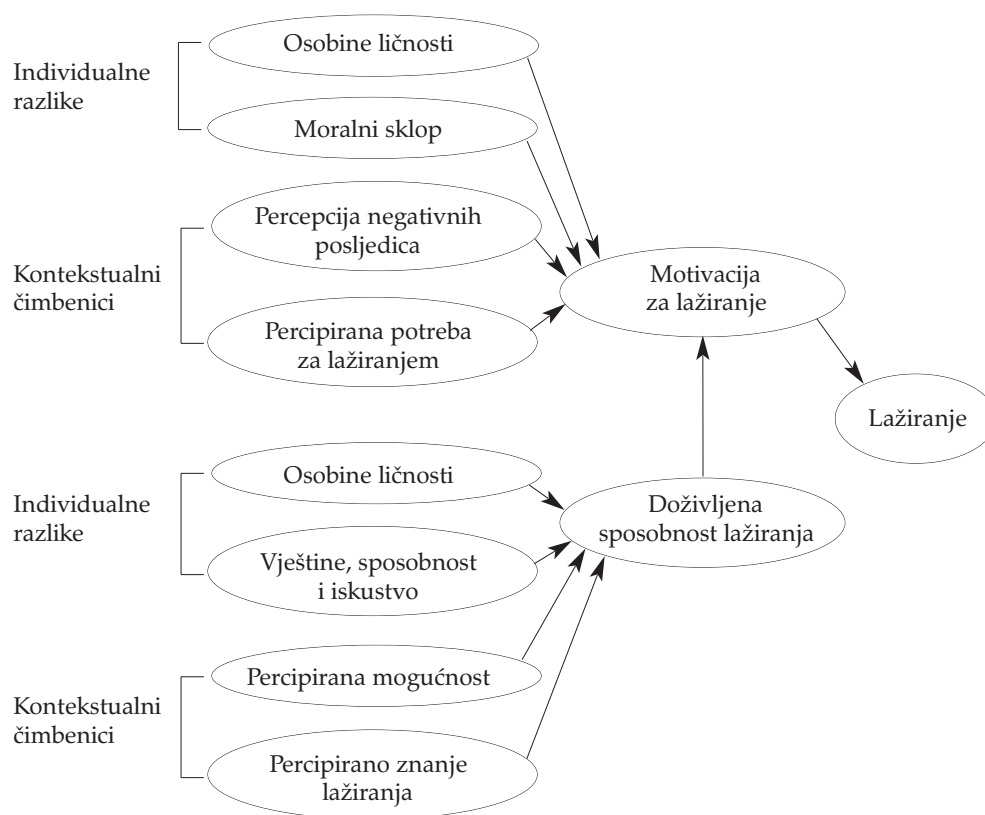 Individualne
razlike
Osobine ličnosti
Moralni sklop
Kontekstualni
čimbenici
Percepcija negativnih
posljedica
Percipirana potreba
za lažiranjem
Motivacija
za lažiranje
Lažiranje
Individualne
razlike
Osobine ličnosti
Vještine, sposobnost
i iskustvo
Doživljena
sposobnost lažiranja
Kontekstualni
čimbenici
Percipirana mogućnost
Percipirano znanje
lažiranja